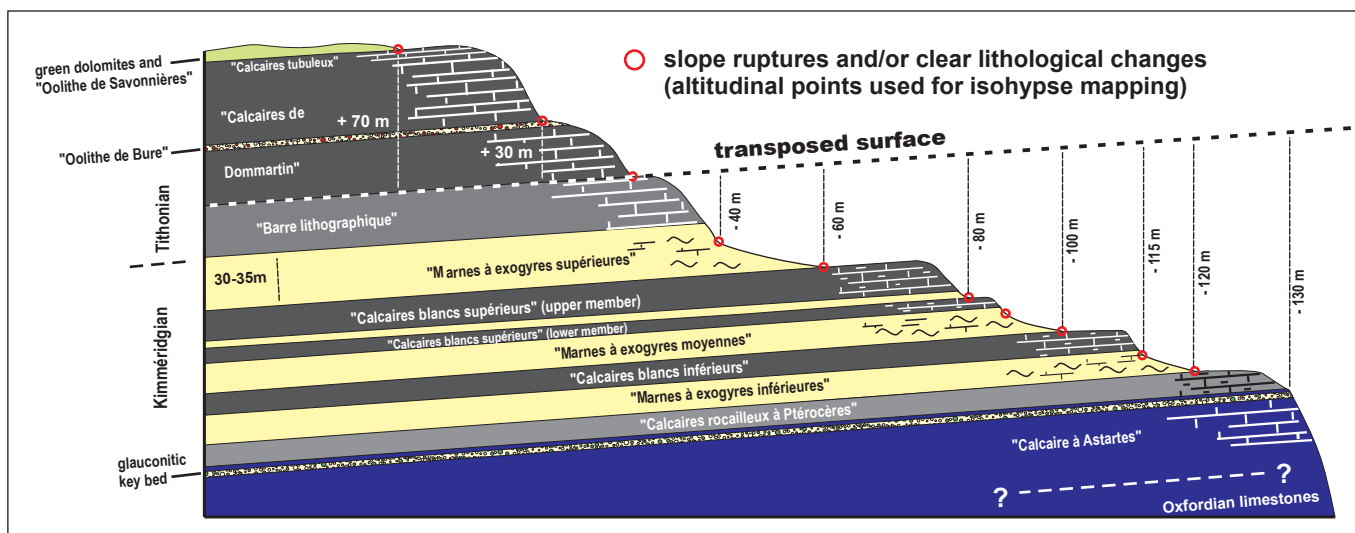 green dolomites and
"Oolithe de Savonnières"
"Oolithe de Bure"
Tithonian
Kimméridgian
glauconitic
key bed
"Calcaires tubuleux"
"Calcaires de
+ 70 m
+ 30 m
Dommartin"
"Barre lithographique"
30-35m
"Marnes à exogyres supérieures"
"Calcaires blancs supérieurs" (upper member)
"Calcaires blancs supérieurs" (lower member)
"Marnes à exogyres moyennes"
"Calcaires blancs inférieurs"
"Marnes à exogyres inférieures"
"Calcaires rocailleux à Ptérocères"
"Calcaire à Astartes"
? ?
Oxfordian limestones
slope ruptures and/or clear lithological changes
(altitudinal points used for isohypse mapping)
transposed surface
- 40 m
- 60 m
- 80 m
- 100 m
- 115 m
- 120 m
- 130 m